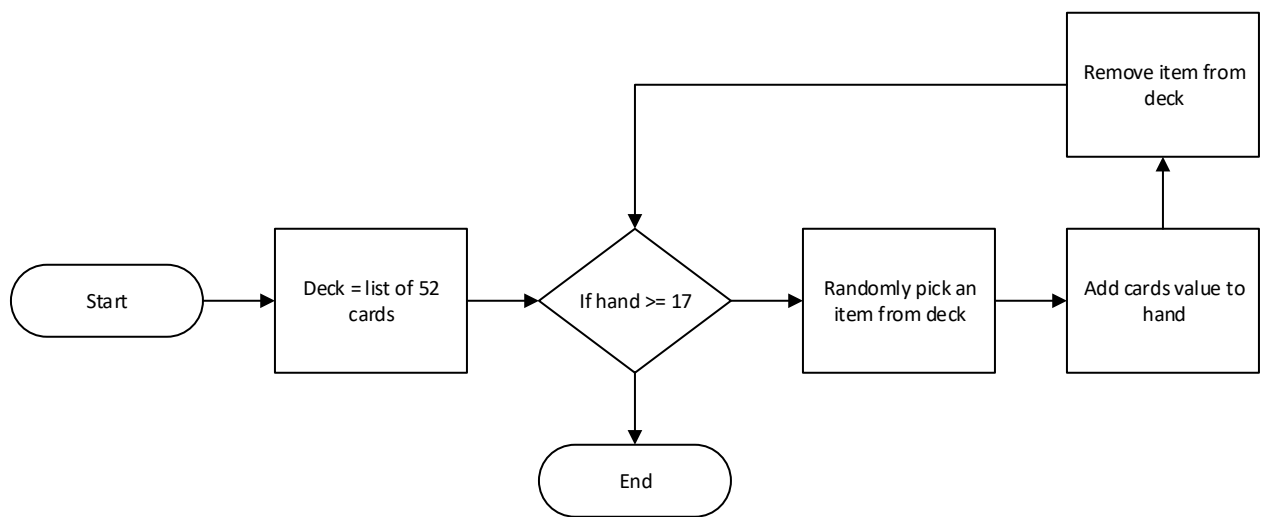 Remove item from
deck
Start
Deck = list of 52
cards
If hand >= 17
Randomly pick an
item from deck
Add cards value to
hand
End